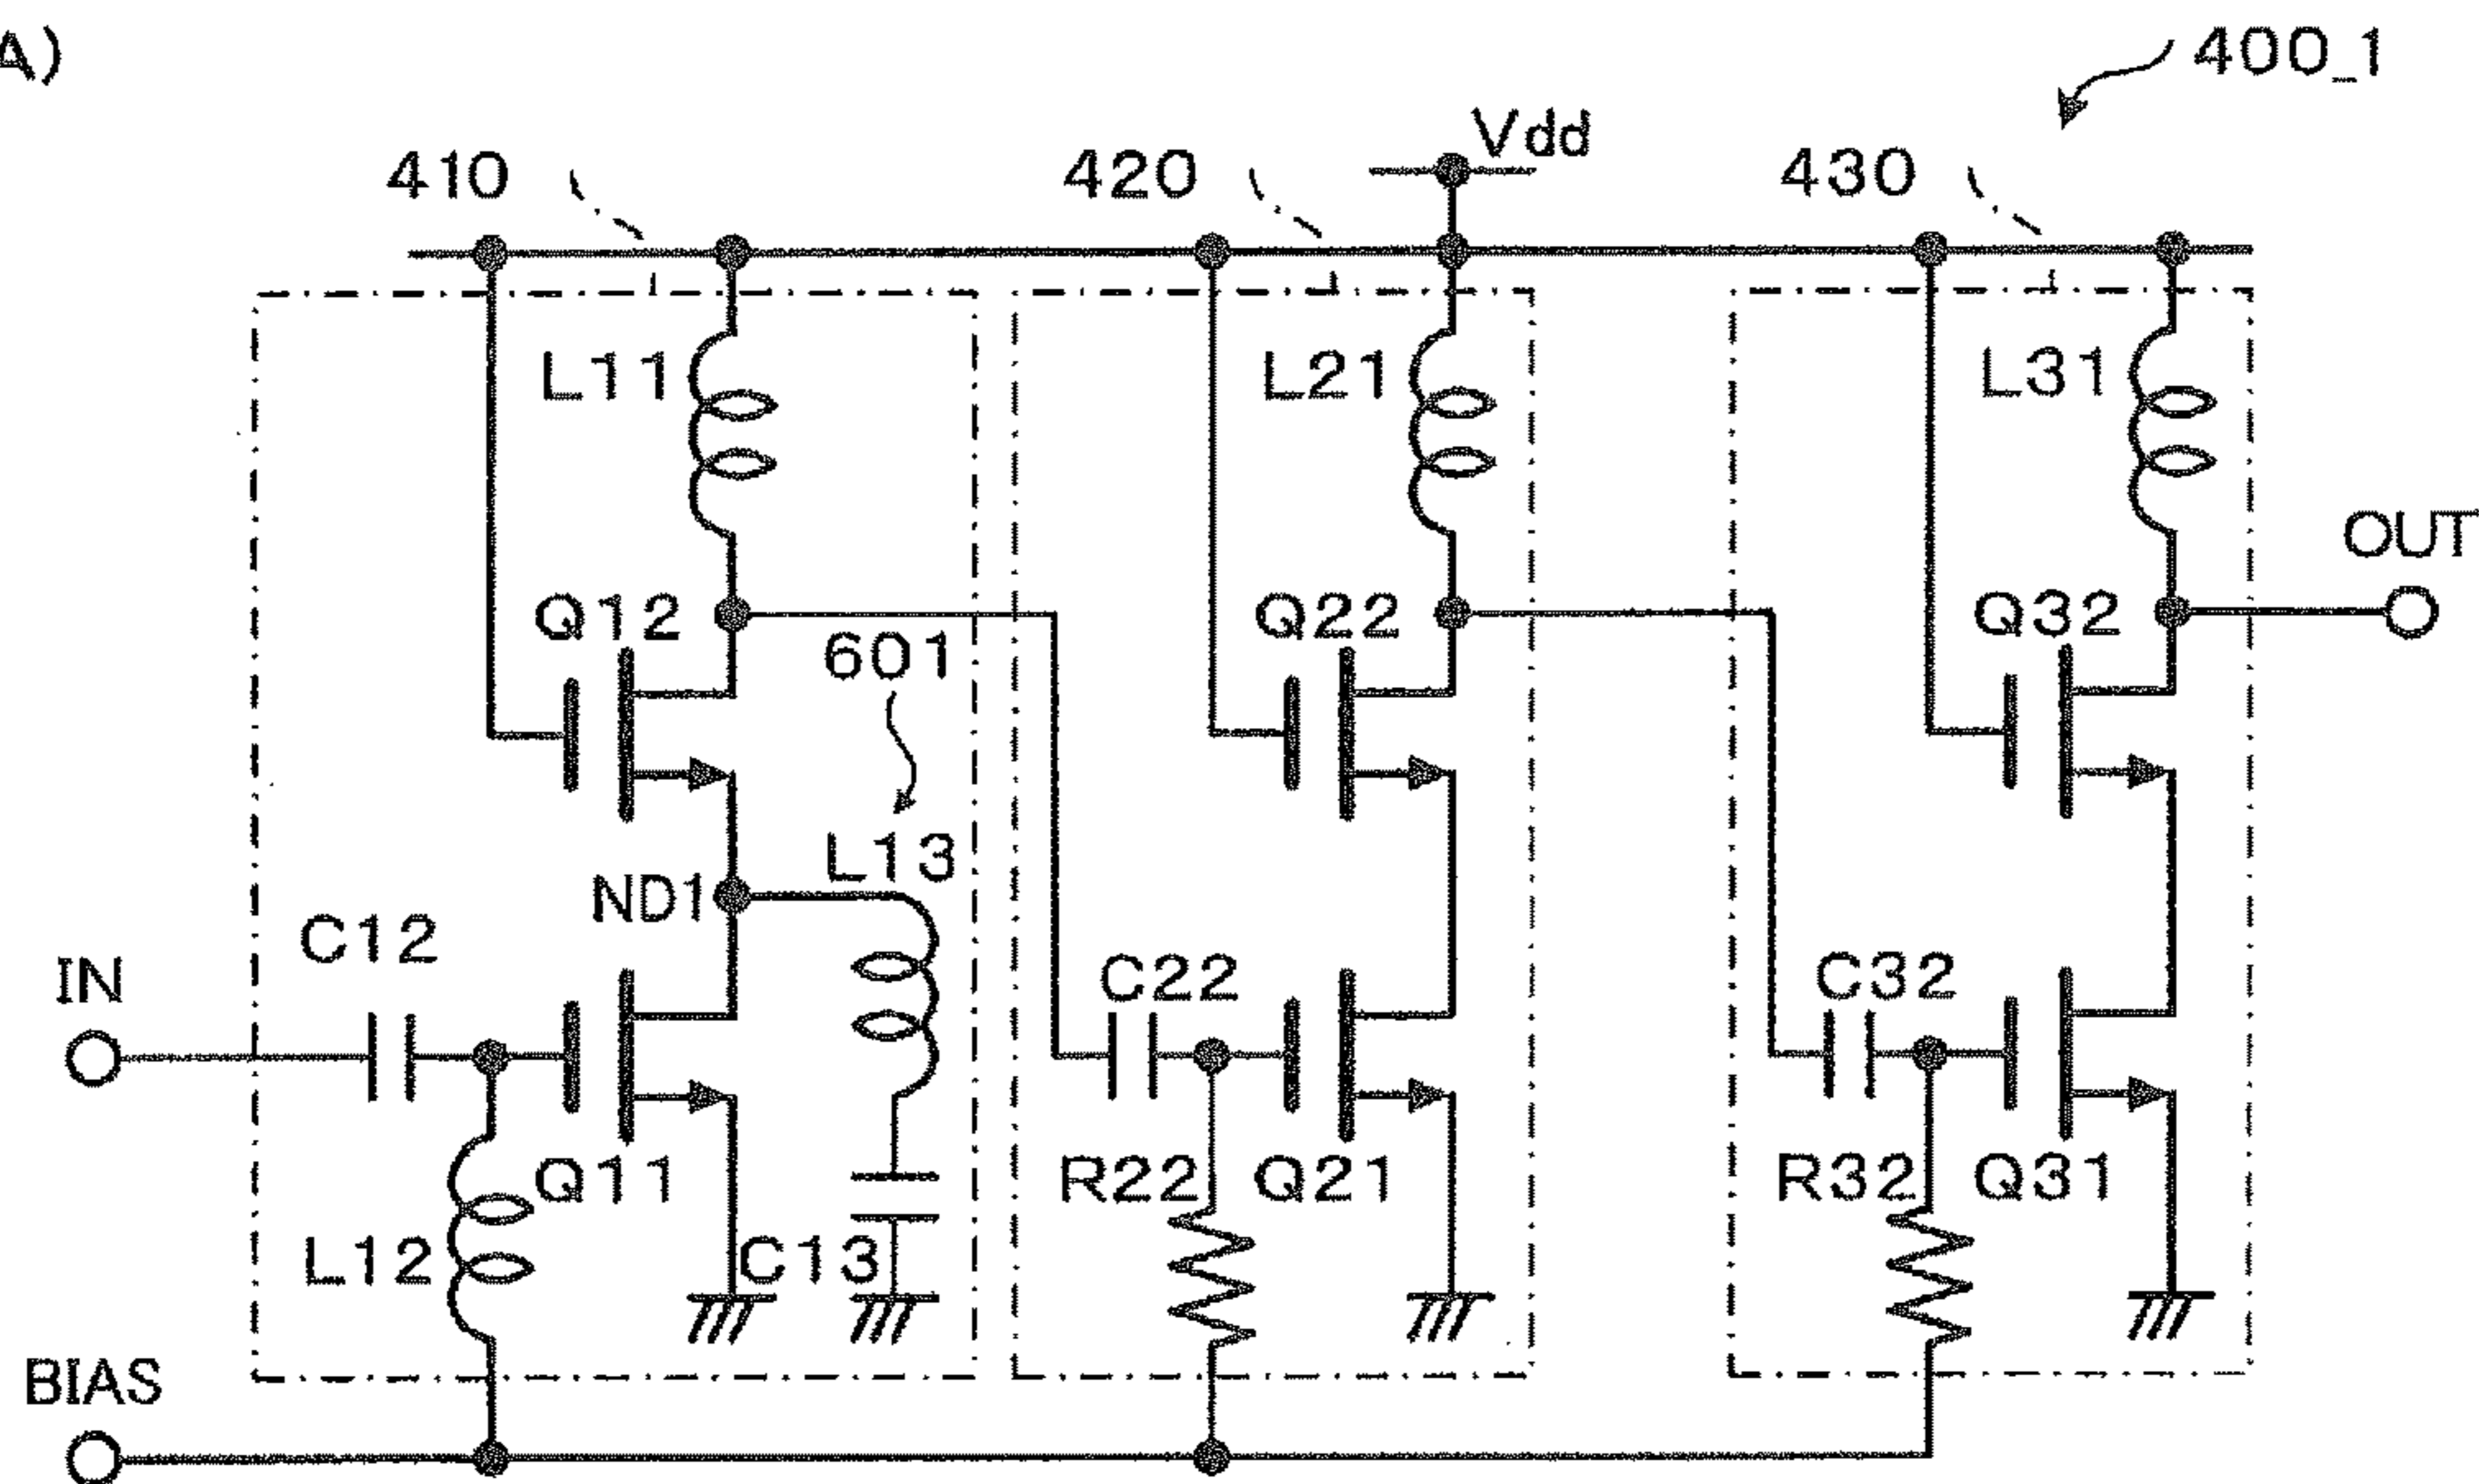 A)
400_1
Vdd
410
420
430
L11
L21
L31
OUT
Q12
Q22
Q32
601
L13
ND1
C12
C22
C32
IN
Q11
R22
Q21
R32
Q31
L12
C13
BIAS